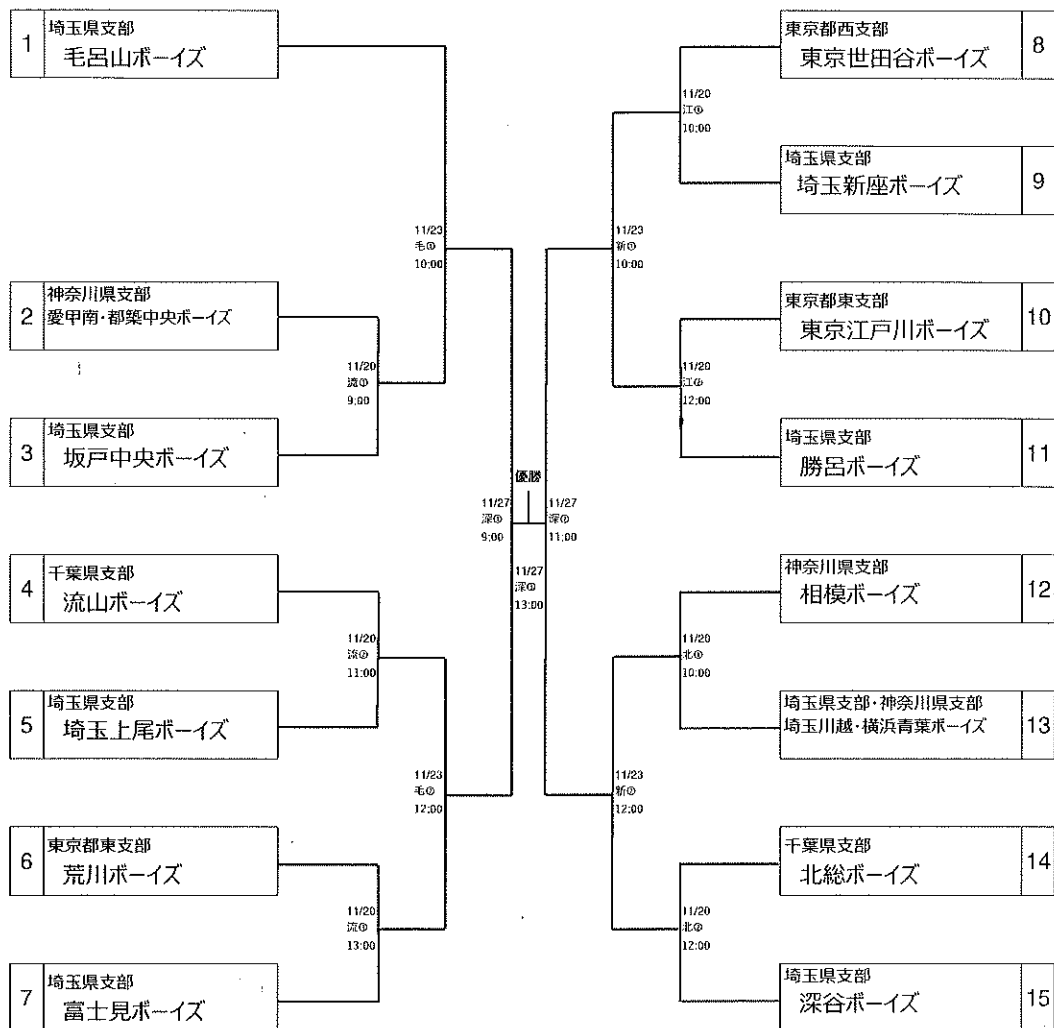 1
埼玉県支部
毛呂山ボーイズ
11/23
毛①
10:00
2
神奈川県支部
愛甲南・都築中央ボーイズ
11/20
流①
9:00
3
埼玉県支部
坂戸中央ボーイズ
11/27
深①
9:00
4
千葉県支部
流山ボーイズ
11/20
流②
11:00
5
埼玉県支部
埼玉上尾ボーイズ
11/23
毛②
12:00
6
東京都東支部
荒川ボーイズ
11/20
流③
13:00
7
埼玉県支部
富士見ボーイズ
優勝
11/27
深③
13:00
東京都西支部
東京世田谷ボーイズ
8
11/20
江①
10:00
埼玉県支部
埼玉新座ボーイズ
9
11/23
新①
10:00
東京都東支部
東京江戸川ボーイズ
10
11/20
江②
12:00
埼玉県支部
勝呂ボーイズ
11
11/27
深②
11:00
神奈川県支部
相模ボーイズ
12
11/20
北①
10:00
埼玉県支部・神奈川県支部
埼玉川越・横浜青葉ボーイズ
13
11/23
新②
12:00
千葉県支部
北総ボーイズ
14
11/20
北②
12:00
埼玉県支部
深谷ボーイズ
15